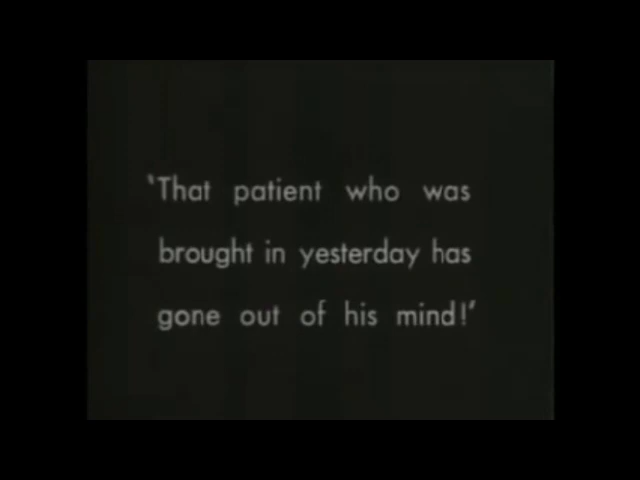 'That patient who was
brought in yesterday has
gone out of his mind!'